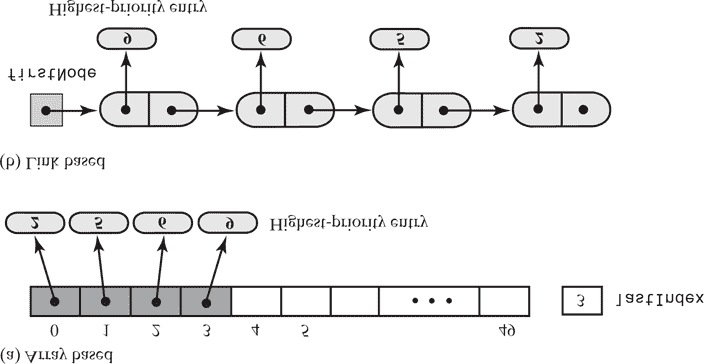 (a) Array based
0 1 2 3 4 5 49
3 lastIndex
2 5 6 9 Highest-priority entry
(b) Link based
firstNode
9 6 5 2
Highest-priority entry